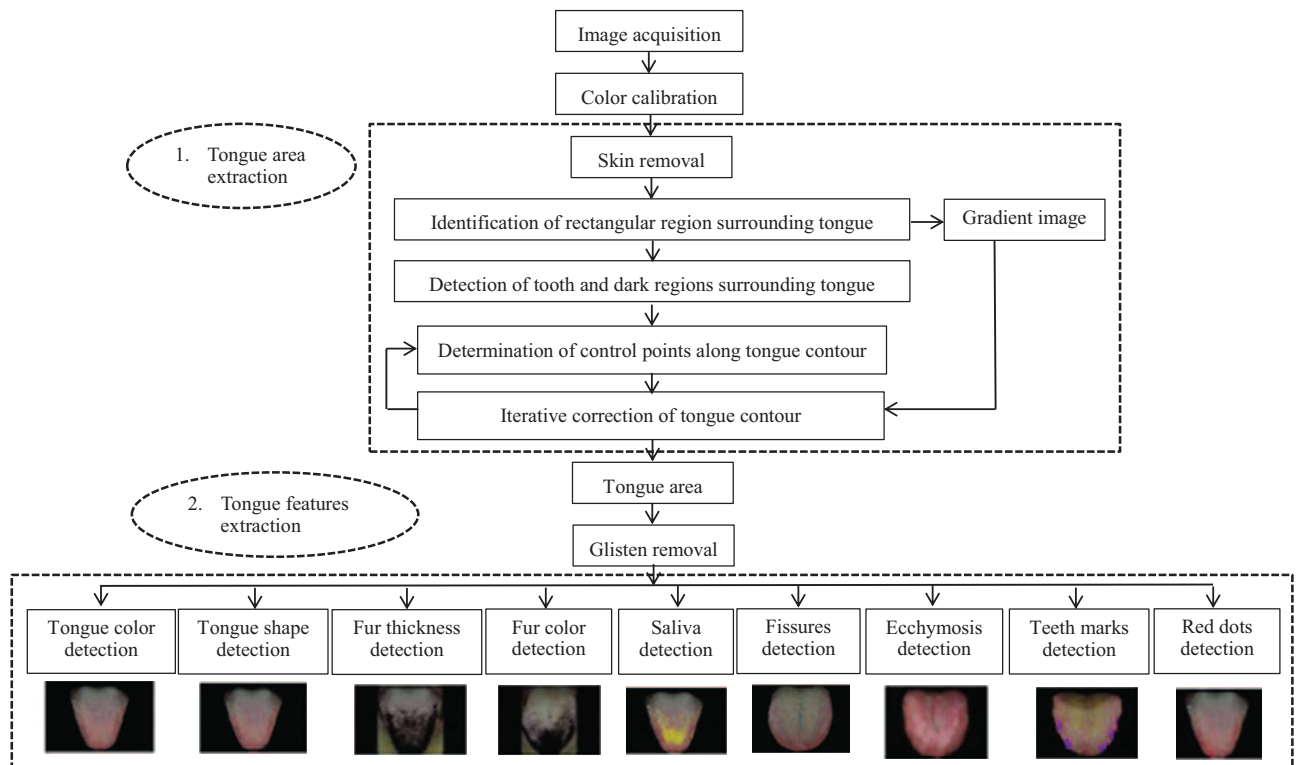 Image acquisition
Color calibration
1. Tongue area
extraction
Skin removal
Identification of rectangular region surrounding tongue
Gradient image
Detection of tooth and dark regions surrounding tongue
Determination of control points along tongue contour
Iterative correction of tongue contour
Tongue area
2. Tongue features
extraction
Glisten removal
Tongue color
detection
Tongue shape
detection
Fur thickness
detection
Fur color
detection
Saliva
detection
Fissures
detection
Ecchymosis
detection
Teeth marks
detection
Red dots
detection